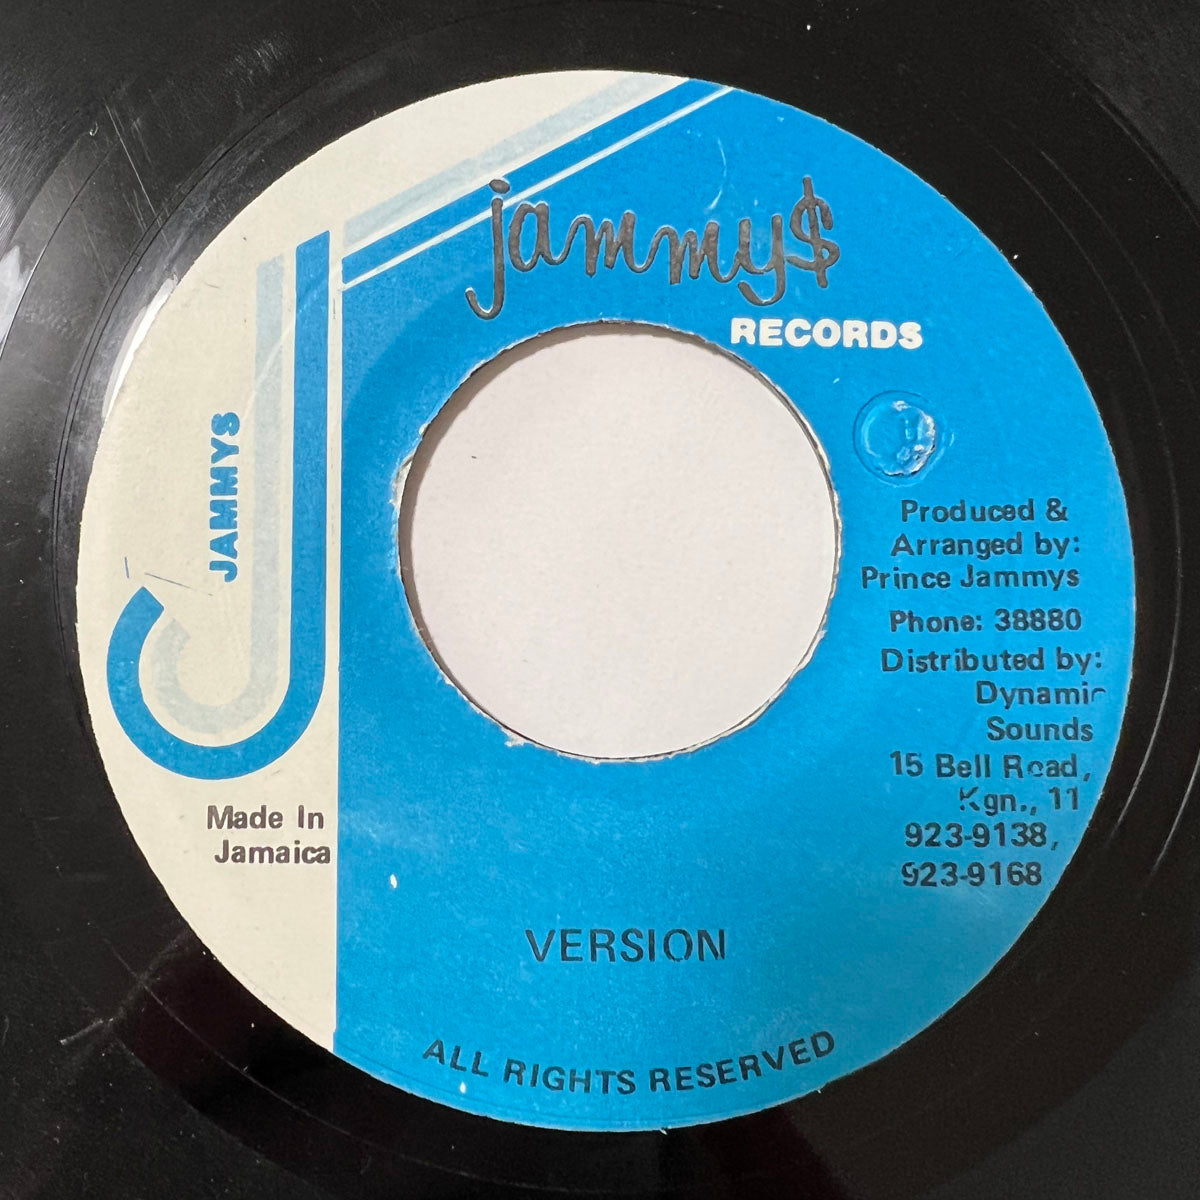 jammy$
RECORDS
JAMMYS
Produced &
Arranged by:
Prince Jammys
Phone: 38880
Distributed by:
Dynamic
Sounds
15 Bell Road,
Kgn., 11
923-9138,
923-9168
Made In
Jamaica
VERSION
ALL RIGHTS RESERVED